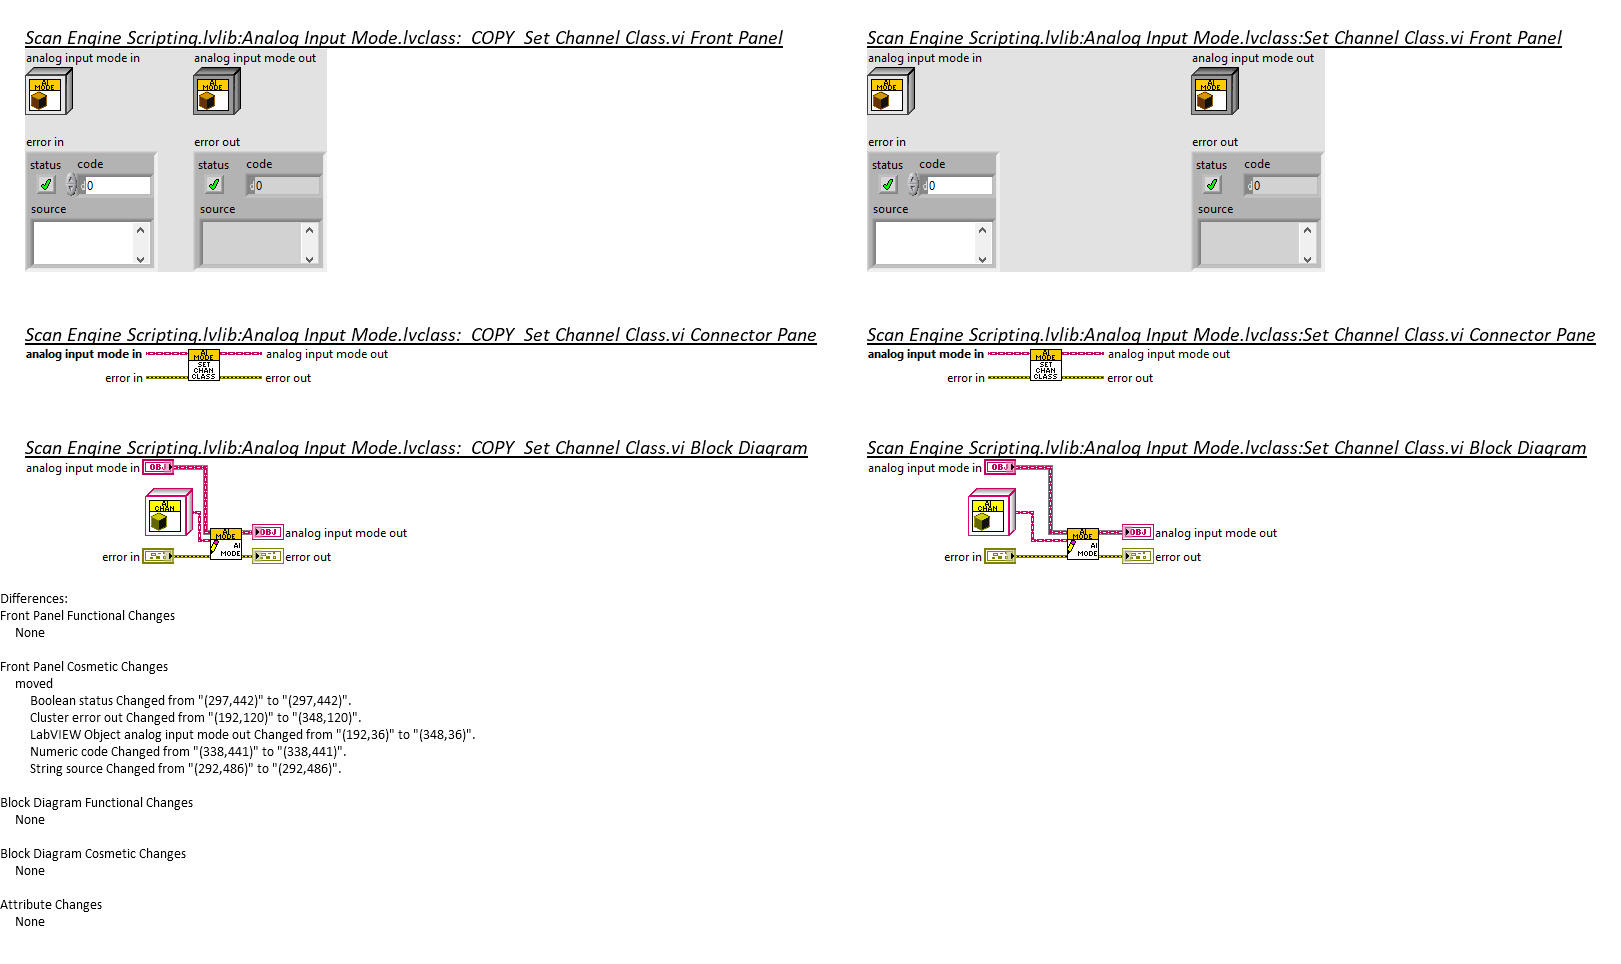 Scan Engine Scripting.lvlib:Analog Input Mode.lvclass:  COPY  Set Channel Class.vi Front Panel
analog input mode in
analog input mode out
AI MODE
AI MODE
error in
error out
status
code
status
code
0
0
source
source
Scan Engine Scripting.lvlib:Analog Input Mode.lvclass:Set Channel Class.vi Front Panel
analog input mode in
analog input mode out
AI MODE
AI MODE
error in
error out
status
code
status
code
d 0
d 0
source
source
Scan Engine Scripting.lvlib:Analog Input Mode.lvclass:  COPY  Set Channel Class.vi Connector Pane
analog input mode in
AI MODE
SET
CHAN
CLASS
analog input mode out
error in
error out
Scan Engine Scripting.lvlib:Analog Input Mode.lvclass:Set Channel Class.vi Connector Pane
analog input mode in
AI MODE
SET
CHAN
CLASS
analog input mode out
error in
error out
Scan Engine Scripting.lvlib:Analog Input Mode.lvclass:  COPY  Set Channel Class.vi Block Diagram
analog input mode in
OBJ
AI CHAN
AI MODE
AI MODE
OBJ
analog input mode out
error in
error out
Scan Engine Scripting.lvlib:Analog Input Mode.lvclass:Set Channel Class.vi Block Diagram
analog input mode in
OBJ
AI CHAN
AI MODE
AI MODE
OBJ
analog input mode out
error in
error out
Differences:
Front Panel Functional Changes
None
Front Panel Cosmetic Changes
moved
Boolean status Changed from "(297,442)" to "(297,442)".
Cluster error out Changed from "(192,120)" to "(348,120)".
LabVIEW Object analog input mode out Changed from "(192,36)" to "(348,36)".
Numeric code Changed from "(338,441)" to "(338,441)".
String source Changed from "(292,486)" to "(292,486)".
Block Diagram Functional Changes
None
Block Diagram Cosmetic Changes
None
Attribute Changes
None